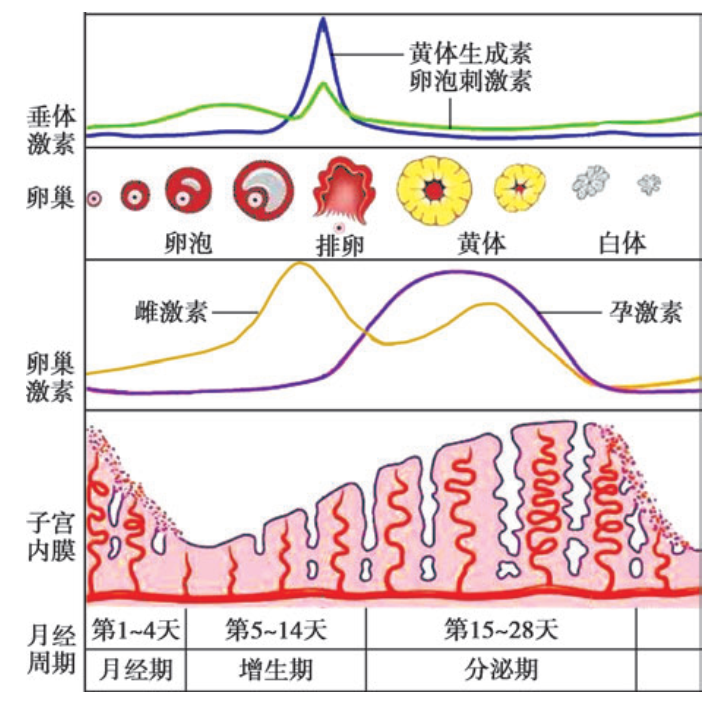 黄体生成素
卵泡刺激素
垂体
激素
卵巢
卵泡
排卵
黄体
白体
雌激素
孕激素
卵巢
激素
子宫
内膜
月经
周期
第1~4天
第5~14天
第15~28天
月经期
增生期
分泌期